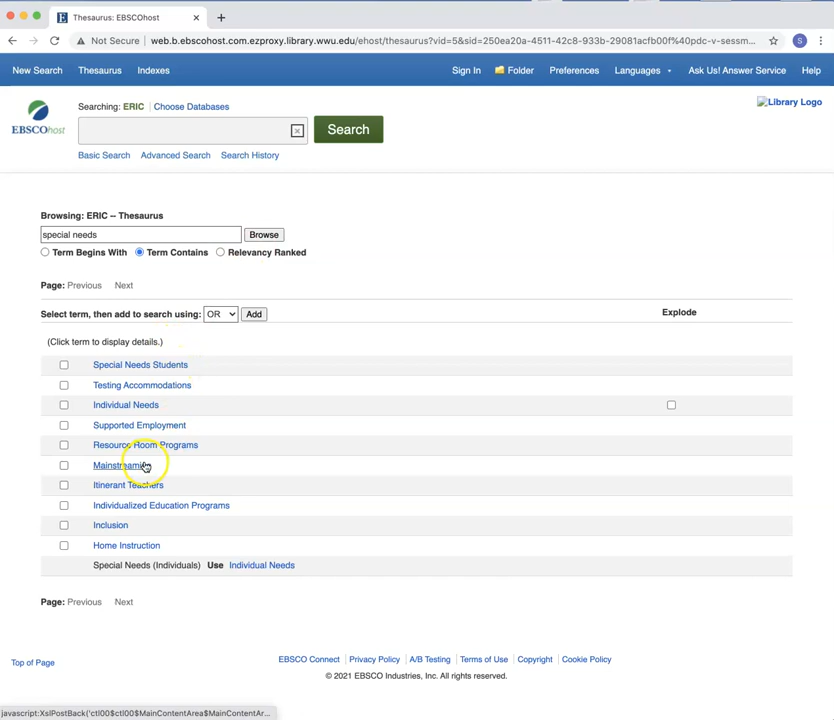 Thesaurus: EBSCOhost
Not Secure web.b.ebscohost.com.ezproxy.library.wwu.edu/ehost/thesaurus?vid=5&sid=250ea20a-4511-42c8-933b-29081acfb00f%40pdc-v-sessm... S
New Search Thesaurus Indexes Sign In Folder Preferences Languages Ask Us! Answer Service Help
EBSCOhost
Searching: ERIC Choose Databases
Library Logo
Search
Basic Search Advanced Search Search History
Browsing: ERIC -- Thesaurus
special needs Browse
Term Begins With Term Contains Relevancy Ranked
Page: Previous Next
Select term, then add to search using: OR Add Explode
(Click term to display details.)
Special Needs Students
Testing Accommodations
Individual Needs
Supported Employment
Resource Room Programs
Mainstreaming
Itinerant Teachers
Individualized Education Programs
Inclusion
Home Instruction
Special Needs (Individuals) Use Individual Needs
Page: Previous Next
Top of Page
EBSCO Connect Privacy Policy A/B Testing Terms of Use Copyright Cookie Policy
© 2021 EBSCO Industries, Inc. All rights reserved.
javascript:XslPostBack('ctl00$ctl00$MainContentArea$MainContentAr...